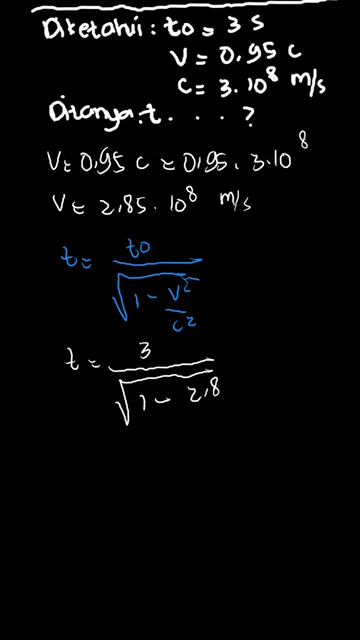 Diketahui: to = 3 s
V = 0,95 c
c = 3.10⁸ m/s
Ditanya: t . . . . ?
V = 0,95 c = 0,95 . 3.10⁸
V = 2,85 . 10⁸ m/s
t = to / √(1 - V²/c²)
t = 3 / √(1 - 2,8